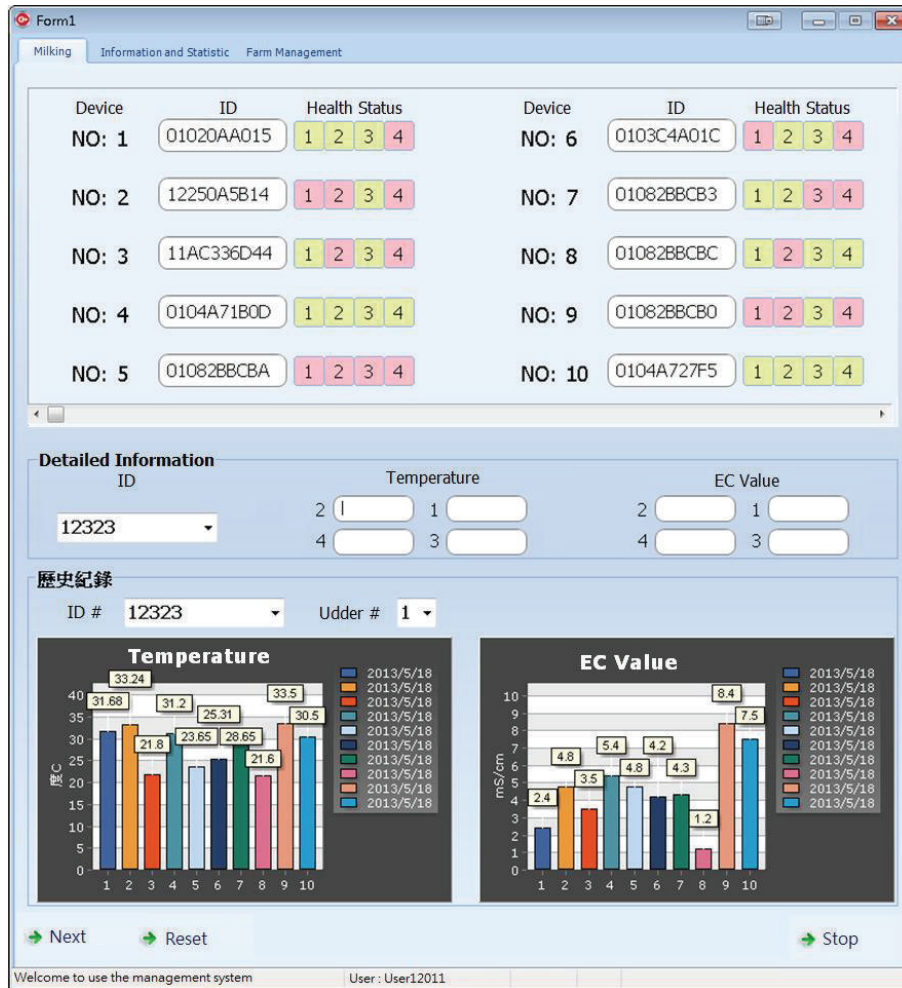 Form1
Milking Information and Statistic Farm Management
Device ID Health Status Device ID Health Status
NO: 1 01020AA015 1 2 3 4 NO: 6 0103C4A01C 1 2 3 4
NO: 2 12250A5B14 1 2 3 4 NO: 7 01082BBCB3 1 2 3 4
NO: 3 11AC336D44 1 2 3 4 NO: 8 01082BBCBC 1 2 3 4
NO: 4 0104A71B0D 1 2 3 4 NO: 9 01082BBCB0 1 2 3 4
NO: 5 01082BBCBA 1 2 3 4 NO: 10 0104A727F5 1 2 3 4
Detailed Information
ID Temperature EC Value
12323 2 1 2 1
4 3 4 3
歷史紀錄
ID # 12323 Udder # 1
Temperature
度C
40
35
30
25
20
15
10
5
0
31.68 33.24 21.8 31.2 23.65 25.31 28.65 21.6 33.5 30.5
1 2 3 4 5 6 7 8 9 10
2013/5/18
2013/5/18
2013/5/18
2013/5/18
2013/5/18
2013/5/18
2013/5/18
2013/5/18
2013/5/18
2013/5/18
EC Value
mS/cm
10
9
8
7
6
5
4
3
2
1
0
2.4 4.8 3.5 5.4 4.8 4.2 4.3 1.2 8.4 7.5
1 2 3 4 5 6 7 8 9 10
2013/5/18
2013/5/18
2013/5/18
2013/5/18
2013/5/18
2013/5/18
2013/5/18
2013/5/18
2013/5/18
2013/5/18
Next Reset Stop
Welcome to use the management system User : User12011